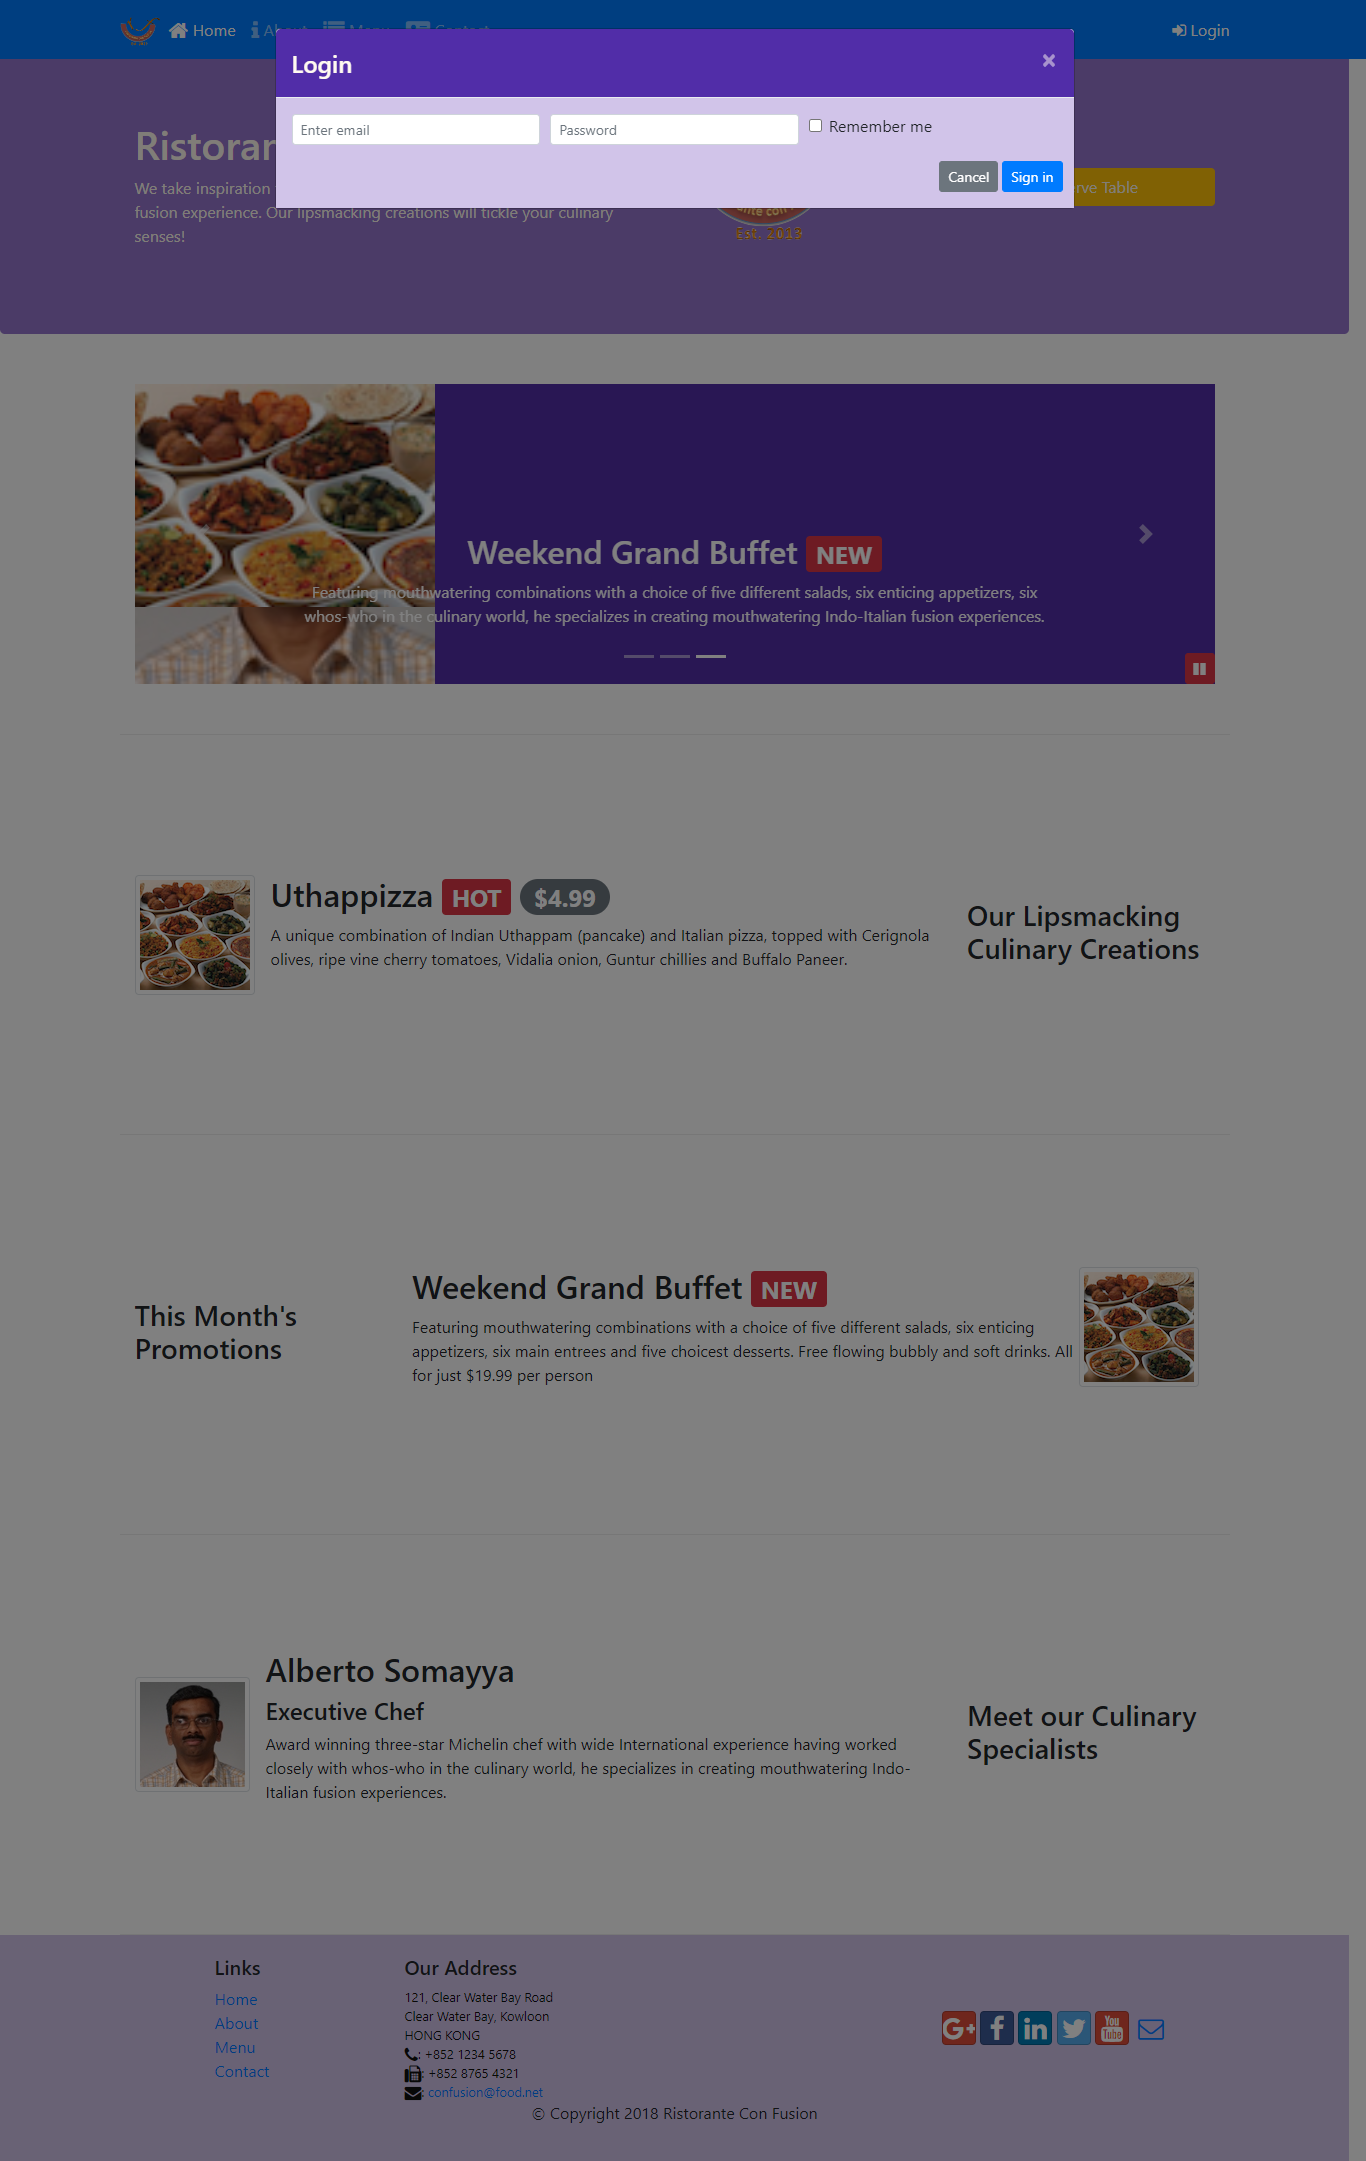 Home
Login
Login
×
Enter email
Password
Remember me
Cancel
Sign in
We take inspiration
fusion experience. Our lipsmacking creations will tickle your culinary
senses!
Table
EST. 2013
Weekend Grand Buffet NEW
Featuring mouthwatering combinations with a choice of five different salads, six enticing appetizers, six
whos-who in the culinary world, he specializes in creating mouthwatering Indo-Italian fusion experiences.
Uthappizza HOT $4.99
A unique combination of Indian Uthappam (pancake) and Italian pizza, topped with Cerignola
olives, ripe vine cherry tomatoes, Vidalia onion, Guntur chillies and Buffalo Paneer.
Our Lipsmacking
Culinary Creations
This Month's
Promotions
Weekend Grand Buffet NEW
Featuring mouthwatering combinations with a choice of five different salads, six enticing
appetizers, six main entrees and five choicest desserts. Free flowing bubbly and soft drinks. All
for just $19.99 per person
Alberto Somayya
Executive Chef
Award winning three-star Michelin chef with wide International experience having worked
closely with whos-who in the culinary world, he specializes in creating mouthwatering Indo-
Italian fusion experiences.
Meet our Culinary
Specialists
Links
Home
About
Menu
Contact
Our Address
121, Clear Water Bay Road
Clear Water Bay, Kowloon
HONG KONG
: +852 1234 5678
: +852 8765 4321
: confusion@food.net
G+ f in You Tube
© Copyright 2018 Ristorante Con Fusion